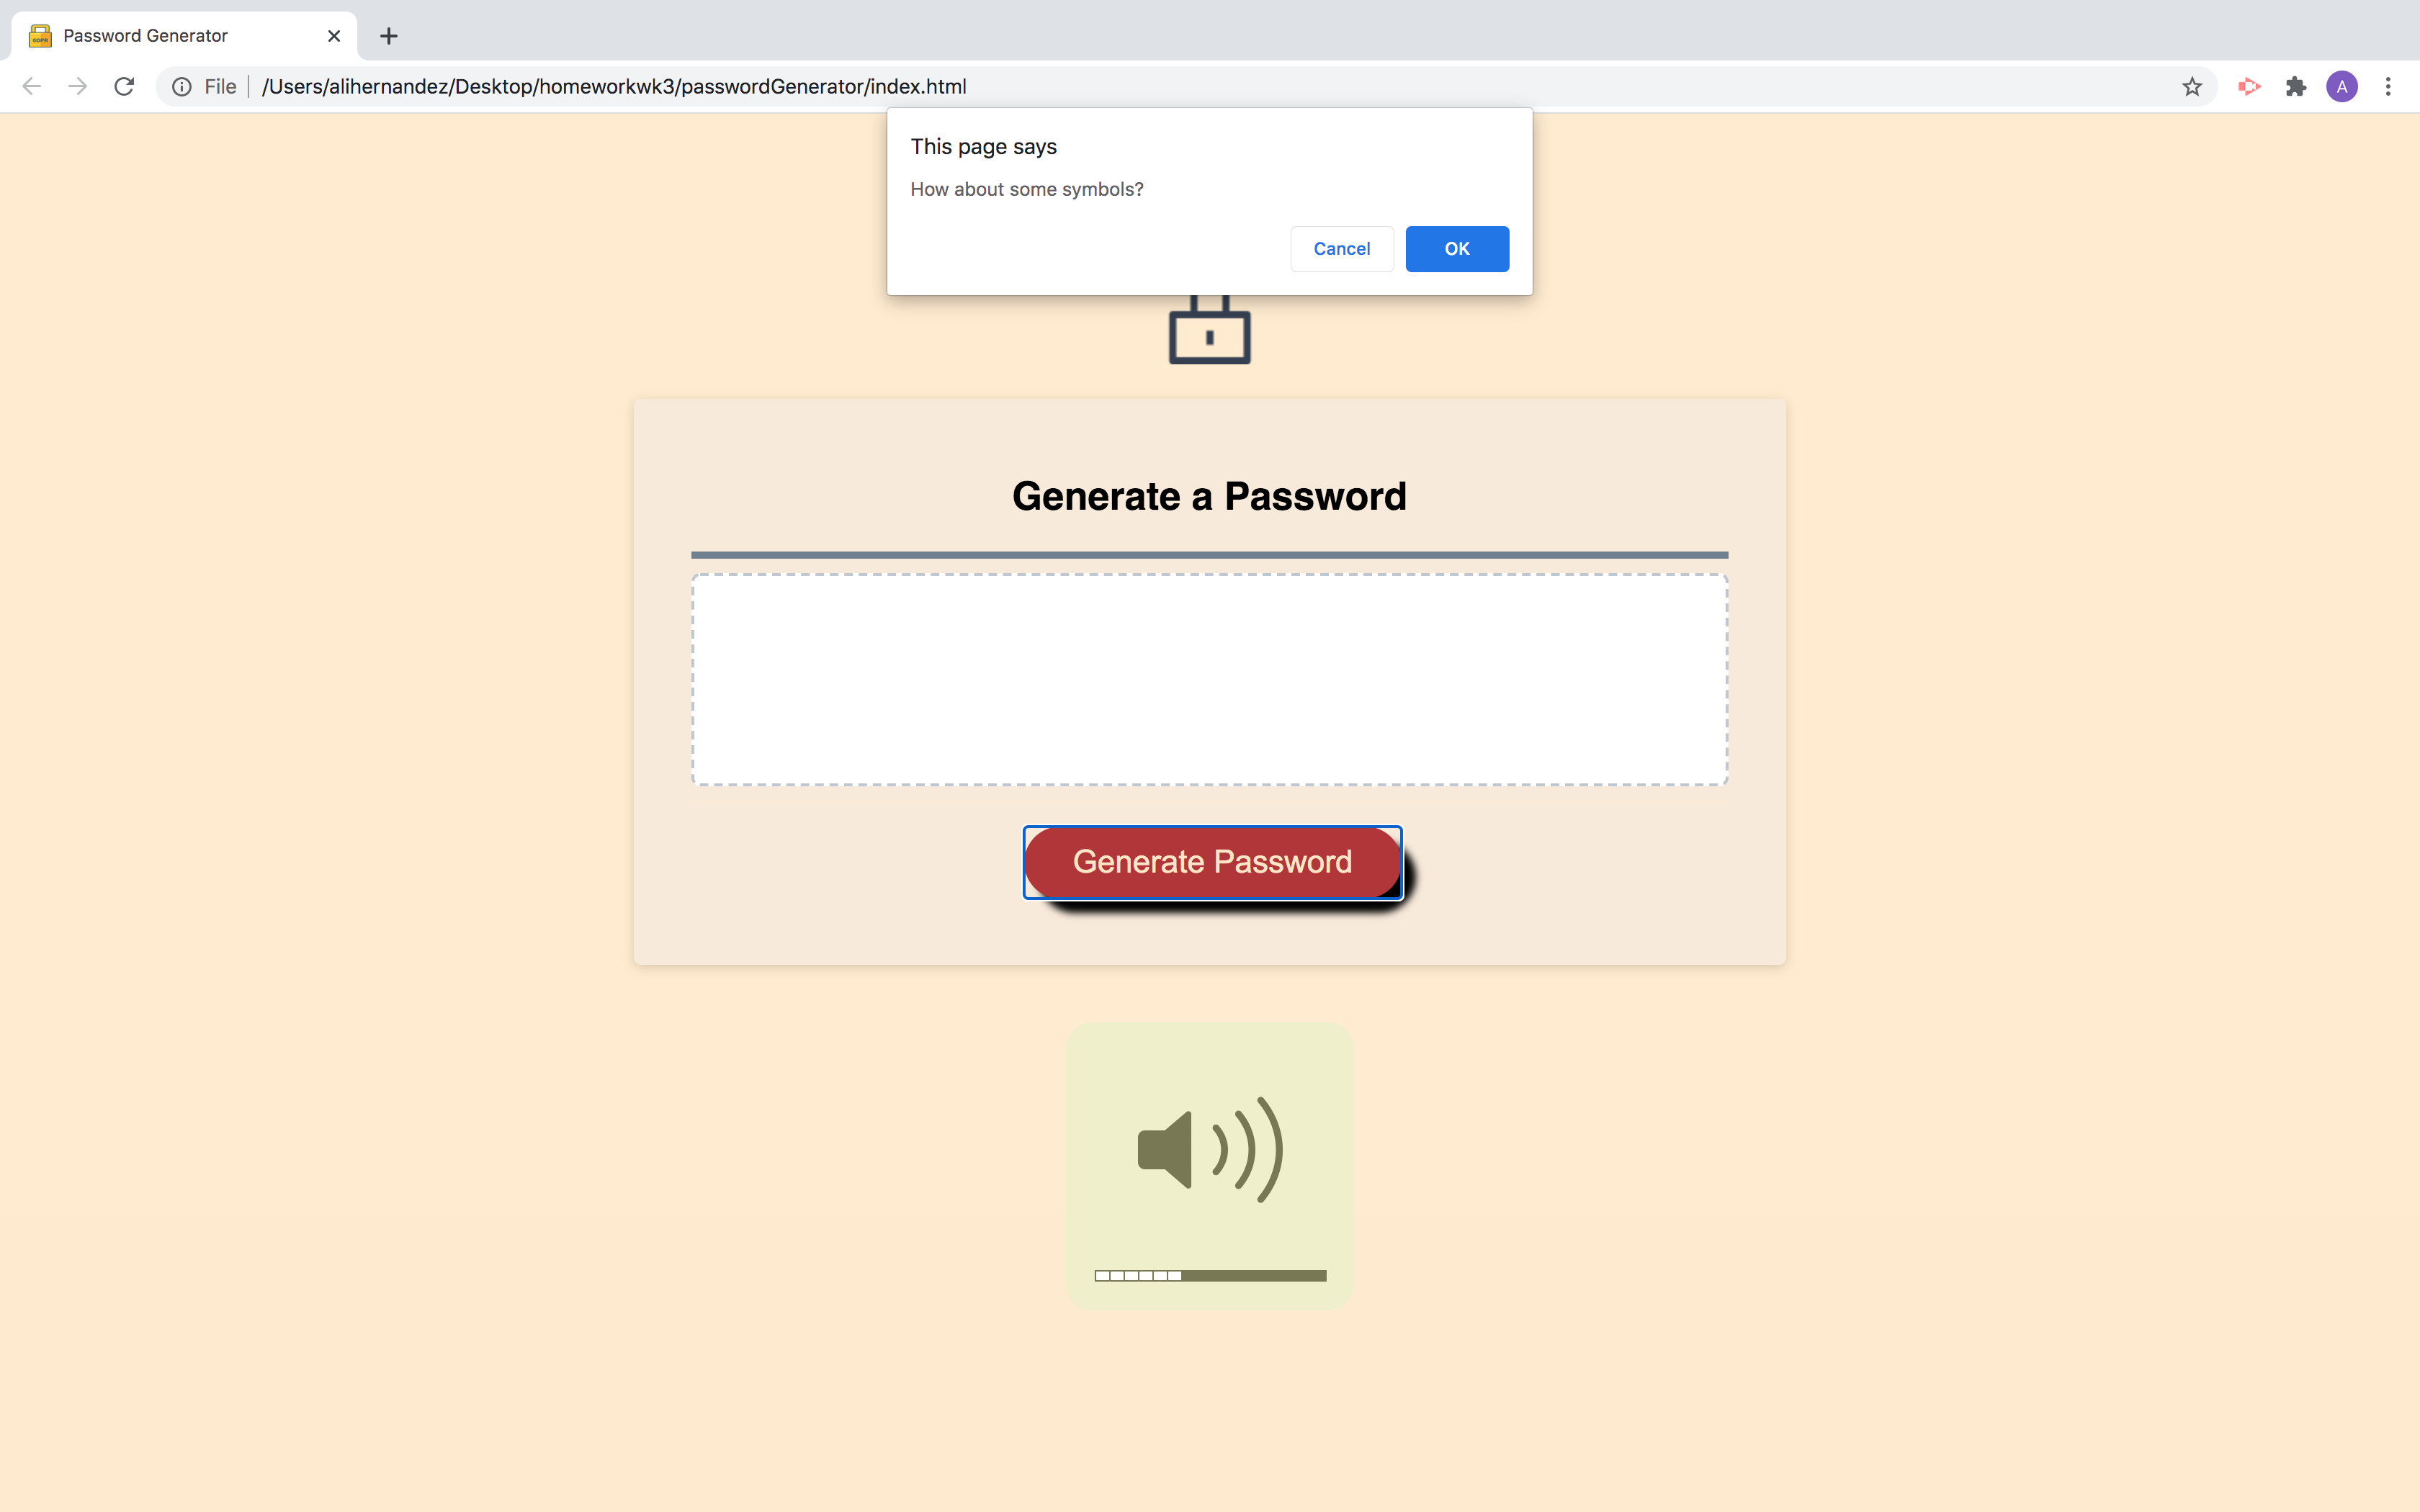 Password Generator
File
/Users/alihernandez/Desktop/homeworkwk3/passwordGenerator/index.html
A
This page says
How about some symbols?
Cancel
OK
Generate a Password
Generate Password